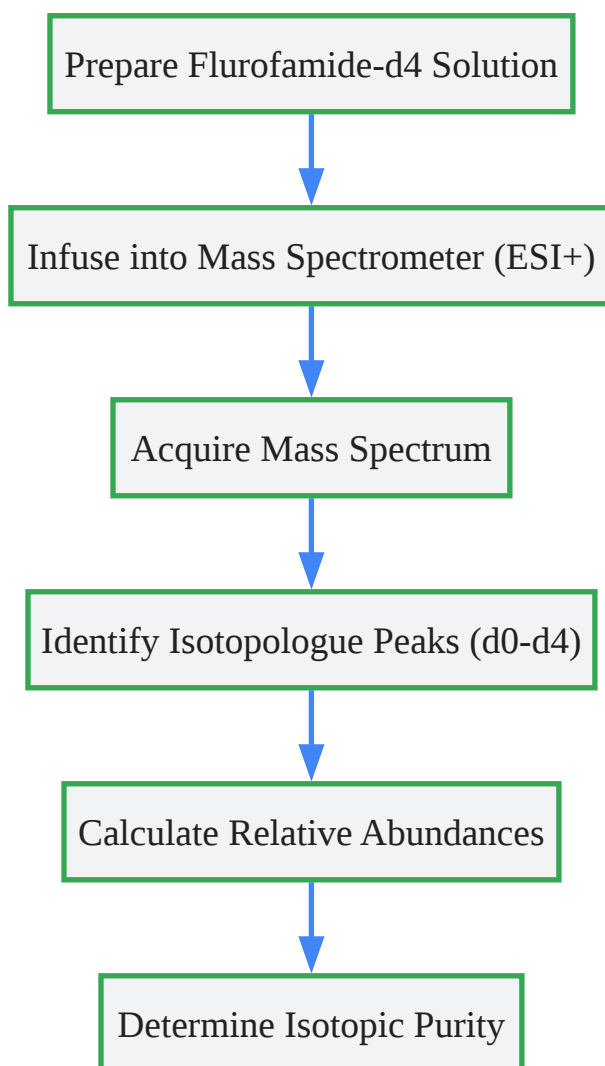 Prepare Flurofamide-d4 Solution
Infuse into Mass Spectrometer (ESI+)
Acquire Mass Spectrum
Identify Isotopologue Peaks (d0-d4)
Calculate Relative Abundances
Determine Isotopic Purity